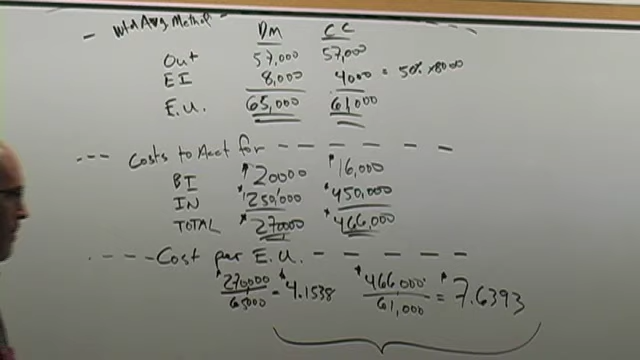 - Wtd Avg Method - - DM CC
Out 57,000 57,000
EI 8,000 4000 = 50% x 8000
E.U. 65,000 61,000
--- Costs to Acct for - - - - - -
BI $20000 $16,000
IN $250,000 $450,000
TOTAL $270000 $466,000
---- Cost per E.U. - - - - - -
$270000/65000 = $4.1538 $466,000/61,000 = $7.6393